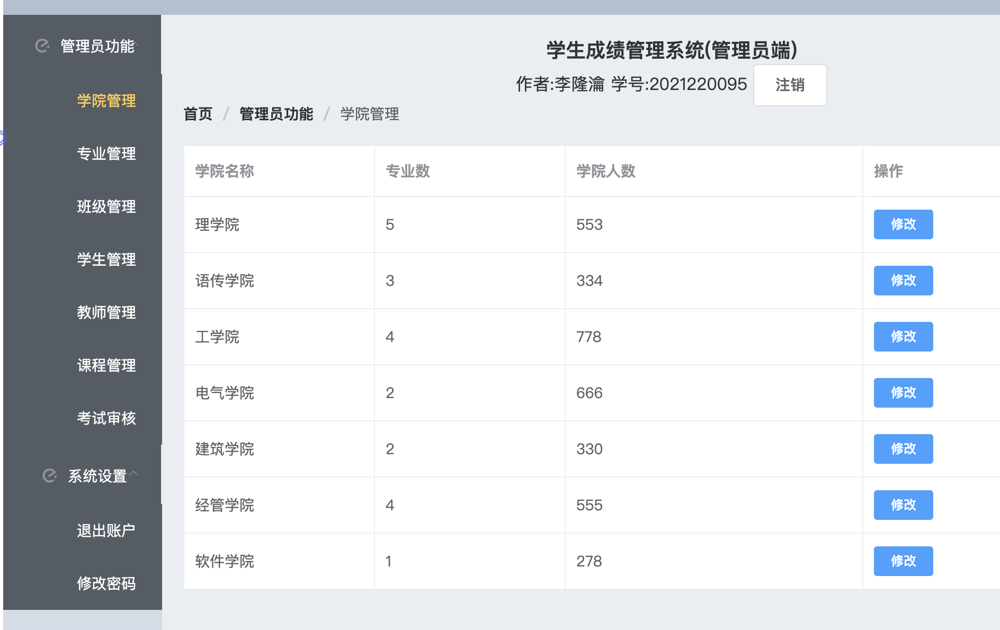 管理员功能
学院管理
专业管理
班级管理
学生管理
教师管理
课程管理
考试审核
系统设置
退出账户
修改密码
学生成绩管理系统(管理员端)
作者:李隆瀹 学号:2021220095 注销
首页 / 管理员功能 / 学院管理
学院名称 专业数 学院人数 操作
理学院 5 553 修改
语传学院 3 334 修改
工学院 4 778 修改
电气学院 2 666 修改
建筑学院 2 330 修改
经管学院 4 555 修改
软件学院 1 278 修改